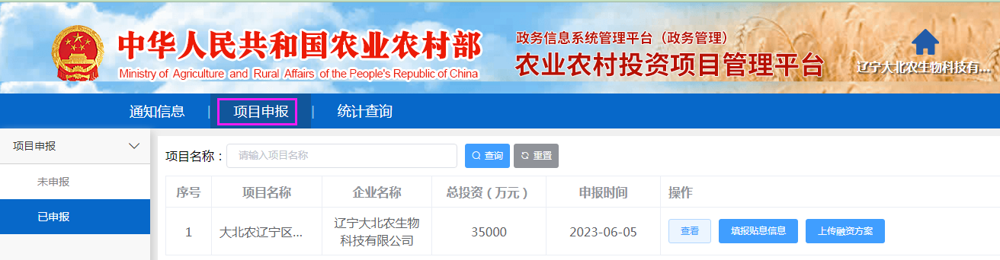 中华人民共和国农业农村部
Ministry of Agriculture and Rural Affairs of the People's Republic of China
政务信息系统管理平台（政务管理）
农业农村投资项目管理平台
辽宁大北农生物科技有...
通知信息 | 项目申报 | 统计查询
项目申报
未申报
已申报
项目名称： 请输入项目名称 查询 重置
序号 项目名称 企业名称 总投资（万元） 申报时间 操作
1 大北农辽宁区... 辽宁大北农生物 35000 2023-06-05 查看 填报贴息信息 上传融资方案
科技有限公司